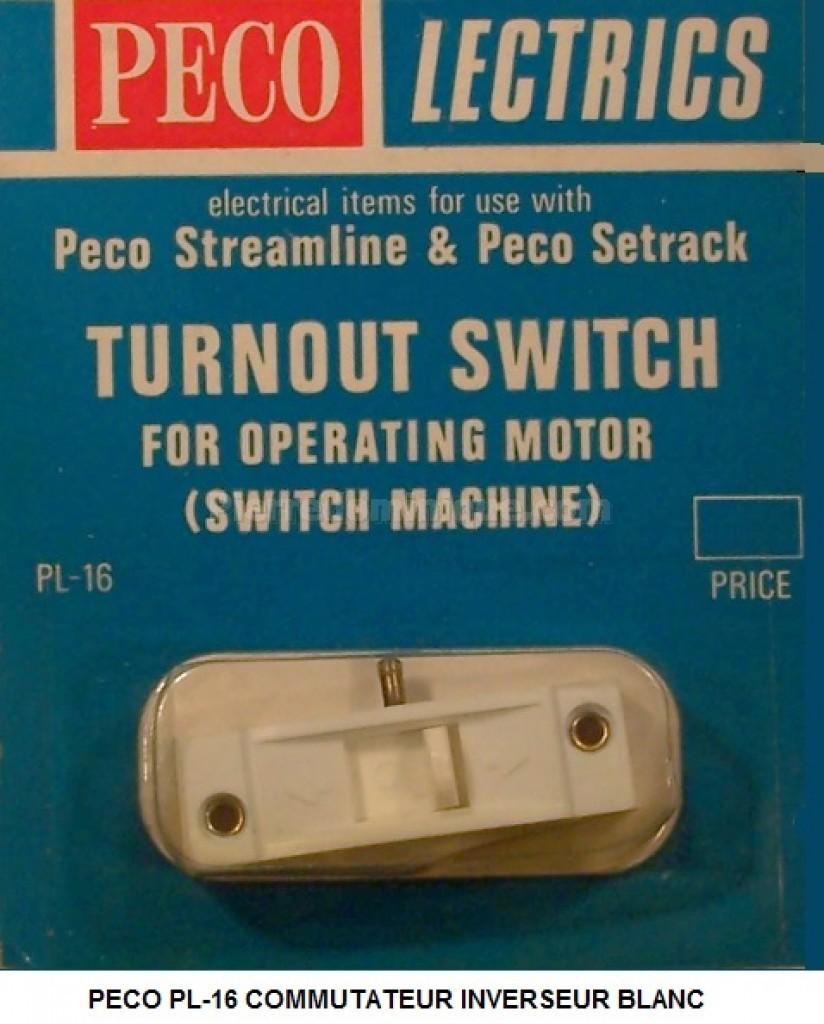 PECO LECTRICS
electrical items for use with
Peco Streamline & Peco Setrack
TURNOUT SWITCH
FOR OPERATING MOTOR
(SWITCH MACHINE)
PL-16
PRICE
PECO PL-16 COMMUTATEUR INVERSEUR BLANC